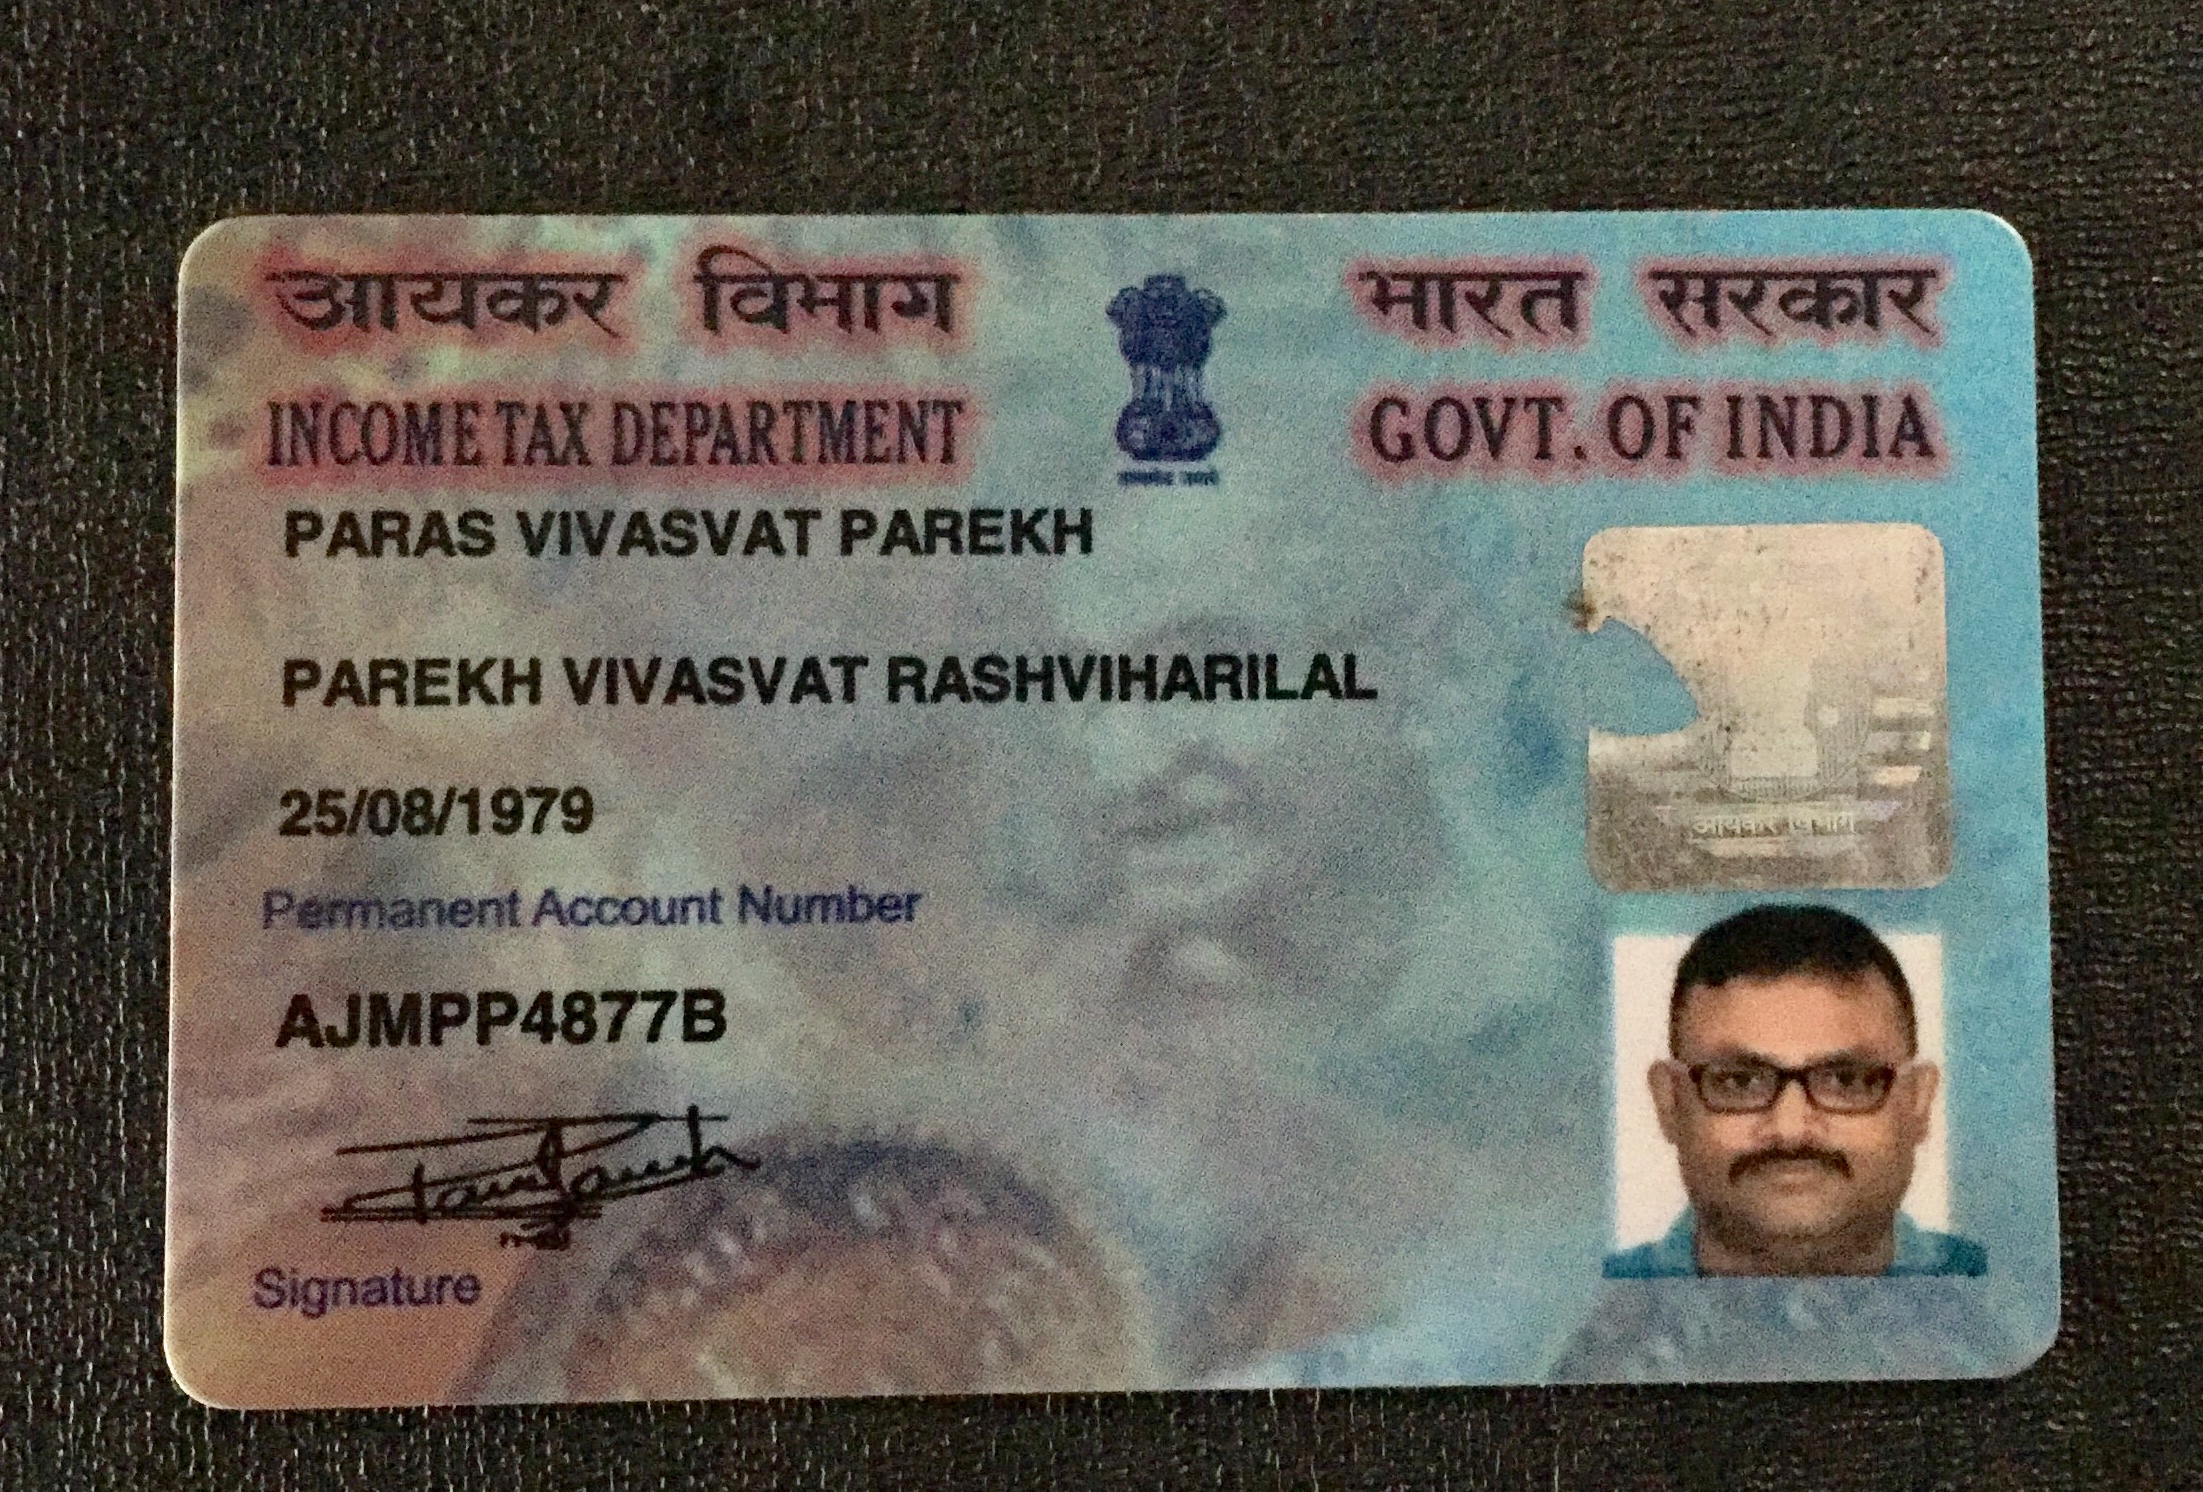 आयकर विभाग
भारत सरकार
INCOME TAX DEPARTMENT
GOVT. OF INDIA
PARAS VIVASVAT PAREKH
PAREKH VIVASVAT RASHVIHARILAL
25/08/1979
Permanent Account Number
AJMPP4877B
Signature
आयकर विभाग